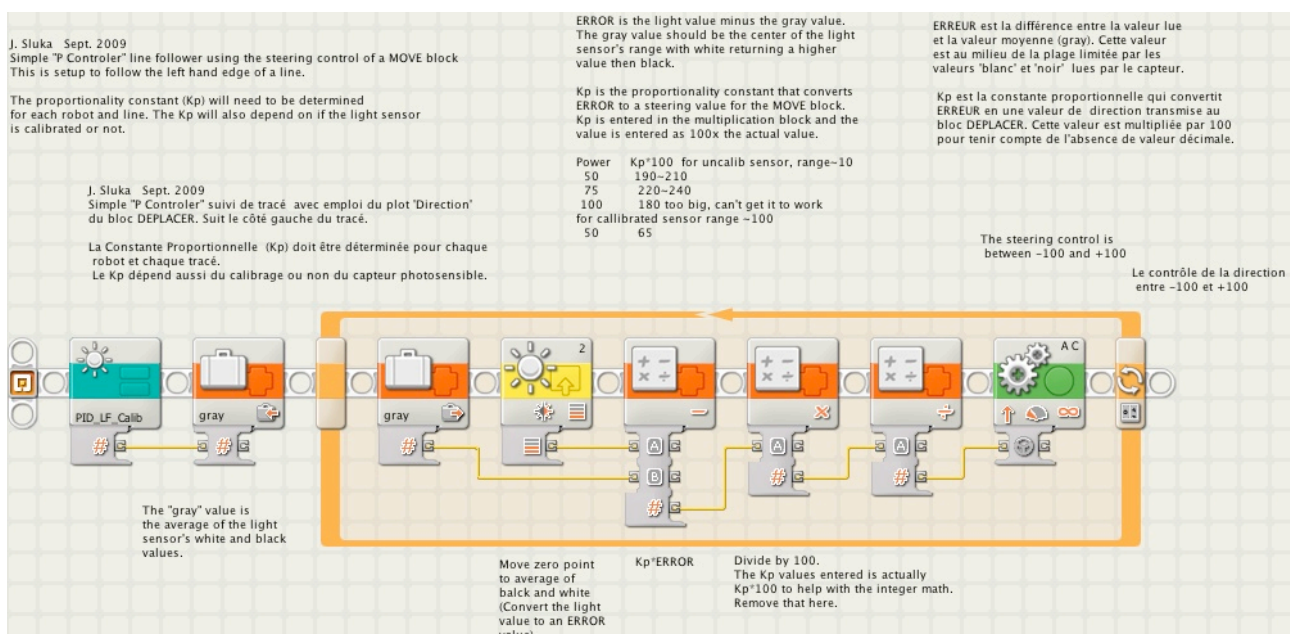 J. Sluka   Sept. 2009
Simple "P Controler" line follower using the steering control of a MOVE block
This is setup to follow the left hand edge of a line.
The proportionality constant (Kp) will need to be determined
for each robot and line. The Kp will also depend on if the light sensor
is calibrated or not.
J. Sluka   Sept. 2009
Simple "P Controler" suivi de tracé  avec emploi du plot 'Direction'
du bloc DEPLACER. Suit le côté gauche du tracé.
La Constante Proportionnelle  (Kp) doit être déterminée pour chaque
robot et chaque tracé.
Le Kp dépend aussi du calibrage ou non du capteur photosensible.
ERROR is the light value minus the gray value.
The gray value should be the center of the light
sensor's range with white returning a higher
value then black.
Kp is the proportionality constant that converts
ERROR to a steering value for the MOVE block.
Kp is entered in the multiplication block and the
value is entered as 100x the actual value.
Power     Kp*100  for uncalib sensor, range~10
50     190~210
75     220~240
100     180 too big, can't get it to work
for callibrated sensor range ~100
50     65
ERREUR est la différence entre la valeur lue
et la valeur moyenne (gray). Cette valeur
est au milieu de la plage limitée par les
valeurs 'blanc' et 'noir'  lues par le capteur.
Kp est la constante proportionnelle qui convertit
ERREUR en une valeur de  direction transmise au
bloc DEPLACER. Cette valeur est multipliée par 100
pour tenir compte de l'absence de valeur décimale.
The steering control is
between -100 and +100
Le contrôle de la direction
entre -100 et +100
2
A C
PID_LF_Calib
gray
gray
#
#
#
A
B
#
A
#
A
#
The "gray" value is
the average of the light
sensor's white and black
values.
Move zero point
to average of
balck and white
(Convert the light
value to an ERROR
value)
Kp*ERROR
Divide by 100.
The Kp values entered is actually
Kp*100 to help with the integer math.
Remove that here.